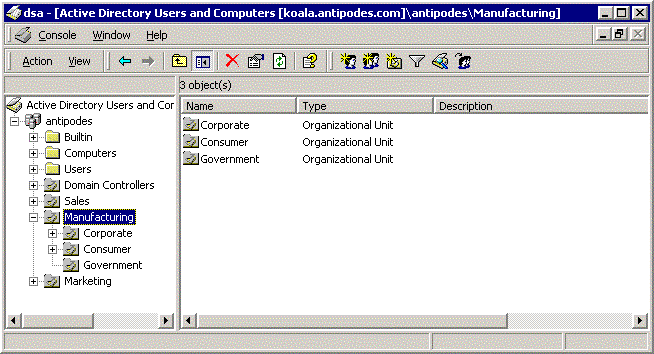 dsa - [Active Directory Users and Computers [koala.antipodes.com]\antipodes\Manufacturing]
Console Window Help
Action View
3 object(s)
Active Directory Users and Cor
antipodes
Builtin
Computers
Users
Domain Controllers
Sales
Manufacturing
Corporate
Consumer
Government
Marketing
Name Type Description
Corporate Organizational Unit
Consumer Organizational Unit
Government Organizational Unit